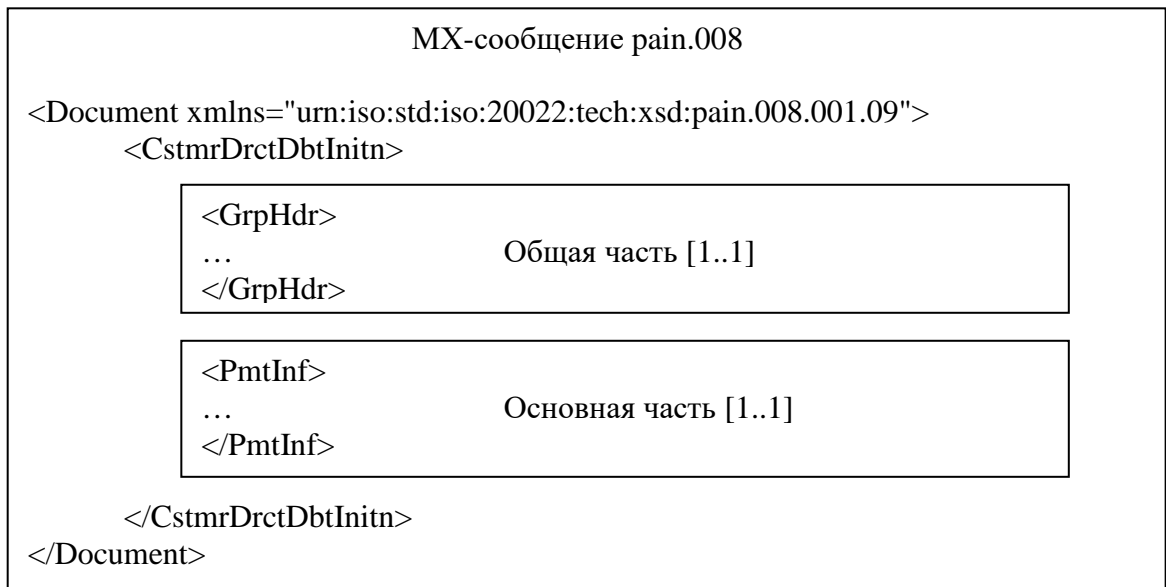 МХ-сообщение pain.008
<Document xmlns="urn:iso:std:iso:20022:tech:xsd:pain.008.001.09">
<CstmrDrctDbtInitn>
<GrpHdr>
… Общая часть [1..1]
</GrpHdr>
<PmtInf>
… Основная часть [1..1]
</PmtInf>
</CstmrDrctDbtInitn>
</Document>